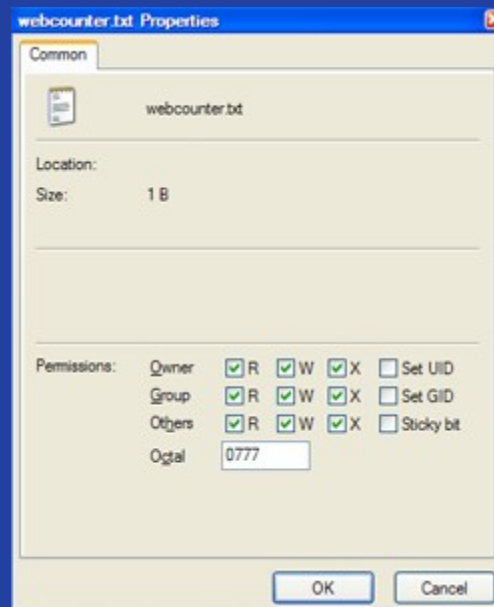 webcounter.txt Properties
Common
webcounter.txt
Location:
Size: 1 B
Permissions: Owner R W X Set UID
Group R W X Set GID
Others R W X Sticky bit
Octal 0777
OK Cancel